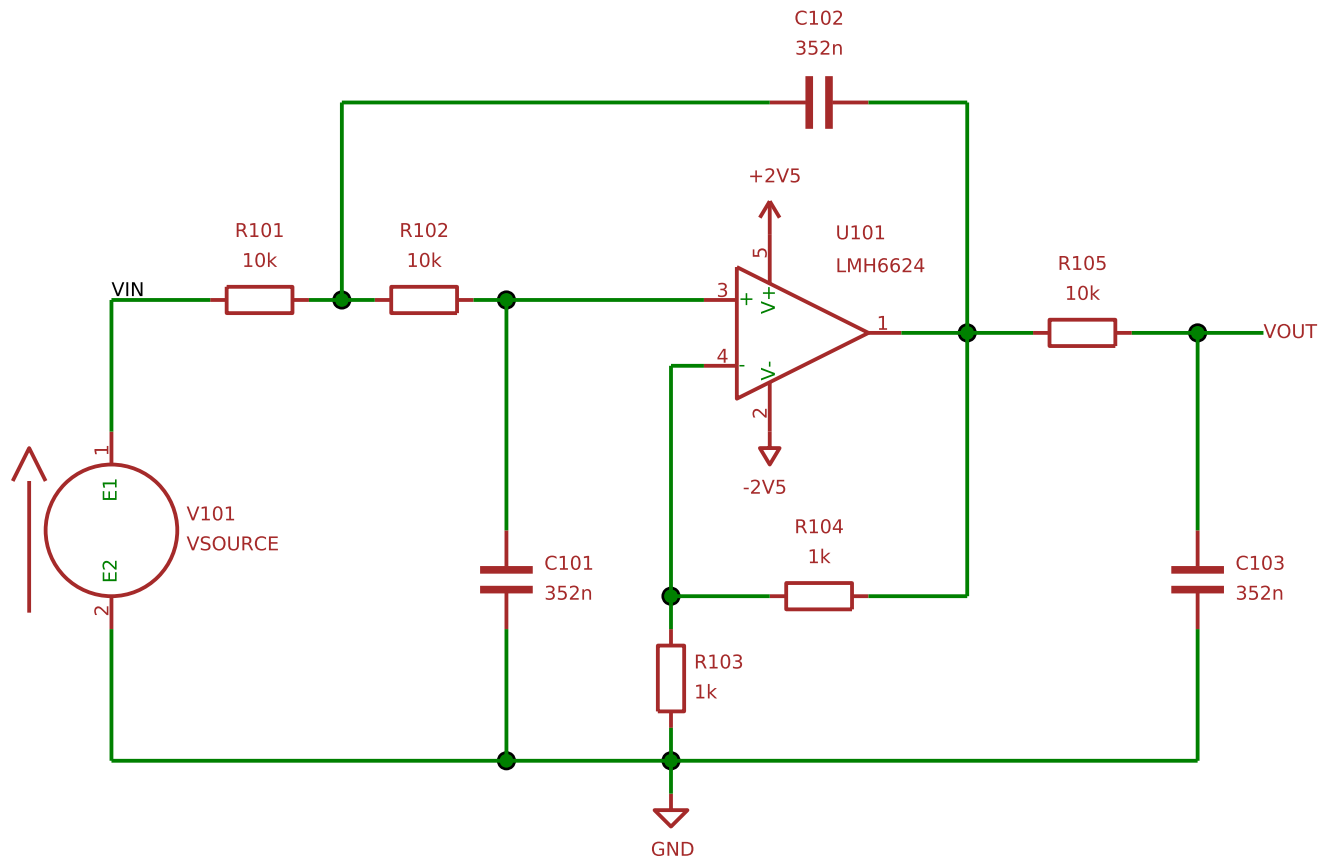 C102
352n
+2V5
R101
10k
R102
10k
U101
LMH6624
R105
10k
VIN
5
3
+
V+
1
VOUT
4
-
V-
2
-2V5
1
E1
V101
VSOURCE
E2
2
R104
1k
C101
352n
C103
352n
R103
1k
GND